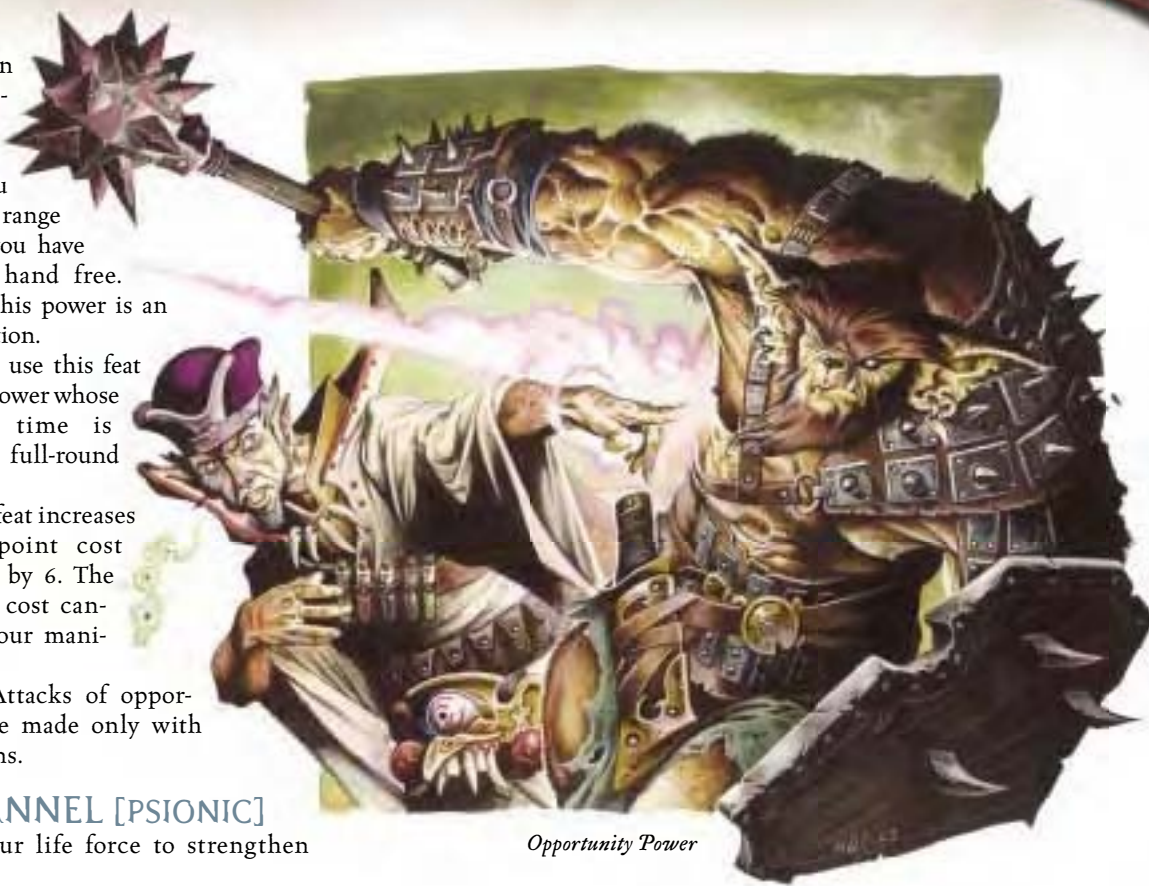 n
-
u
range
ou have
hand free.
his power is an
ion.
use this feat
ower whose
time is
full-round
feat increases
point cost
by 6. The
cost can-
our mani-
Attacks of oppor-
e made only with
ns.
NNEL [PSIONIC]
ur life force to strengthen
Opportunity Power